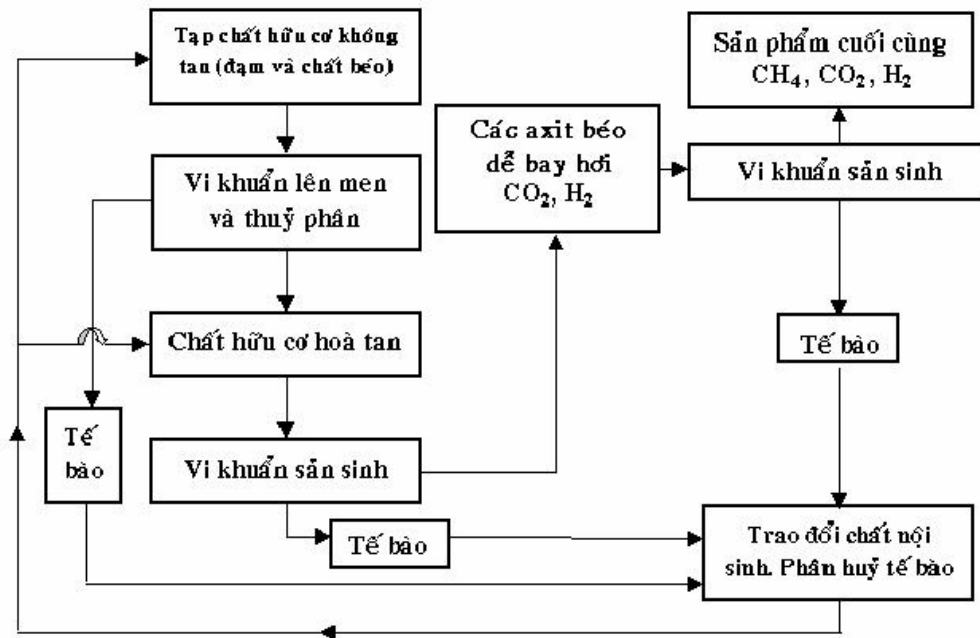 Tạp chất hữu cơ không
tan (đạm và chất béo)
Vi khuẩn lên men
và thuỷ phân
Chất hữu cơ hoà tan
Tế
bào
Vi khuẩn sản sinh
Tế bào
Các axit béo
dễ bay hơi
CO₂, H₂
Sản phẩm cuối cùng
CH₄, CO₂, H₂
Vi khuẩn sản sinh
Tế bào
Trao đổi chất nội
sinh. Phân huỷ tế bào